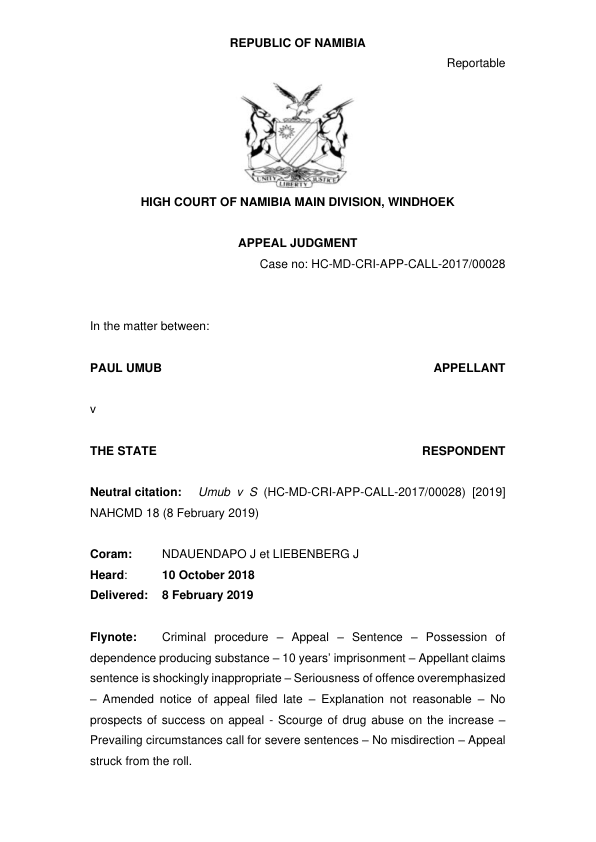 REPUBLIC OF NAMIBIA
Reportable
UNITY LIBERTY JUSTICE
HIGH COURT OF NAMIBIA MAIN DIVISION, WINDHOEK
APPEAL JUDGMENT
Case no: HC-MD-CRI-APP-CALL-2017/00028
In the matter between:
PAUL UMUB APPELLANT
v
THE STATE RESPONDENT
Neutral citation: Umub v S (HC-MD-CRI-APP-CALL-2017/00028) [2019]
NAHCMD 18 (8 February 2019)
Coram: NDAUENDAPO J et LIEBENBERG J
Heard: 10 October 2018
Delivered: 8 February 2019
Flynote: Criminal procedure – Appeal – Sentence – Possession of
dependence producing substance – 10 years’ imprisonment – Appellant claims
sentence is shockingly inappropriate – Seriousness of offence overemphasized
– Amended notice of appeal filed late – Explanation not reasonable – No
prospects of success on appeal - Scourge of drug abuse on the increase –
Prevailing circumstances call for severe sentences – No misdirection – Appeal
struck from the roll.